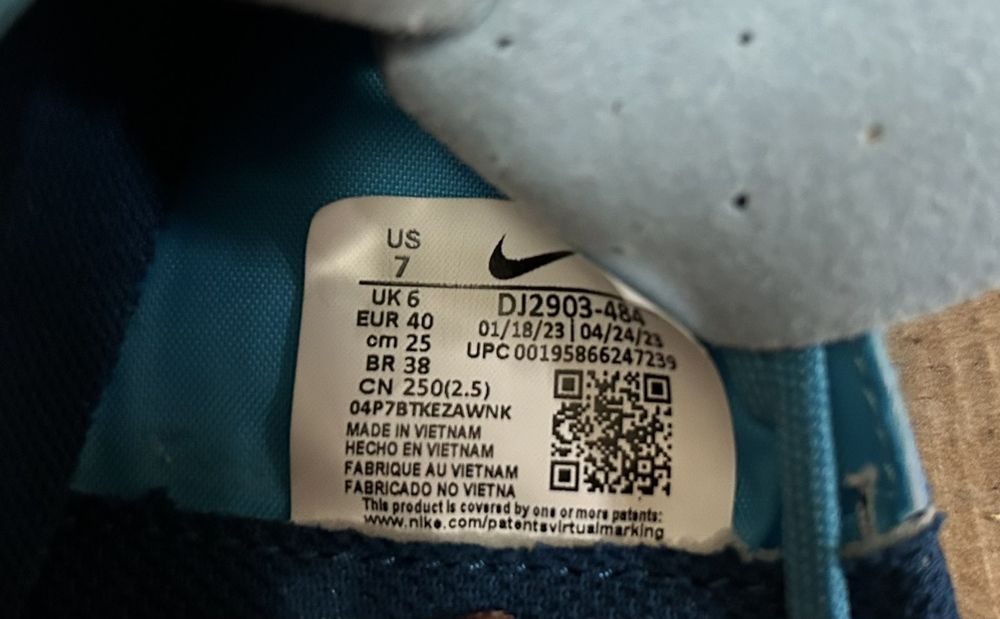 US
7
UK 6
EUR 40
cm 25
BR 38
CN 250(2.5)
DJ2903-484
01/18/23 | 04/24/23
UPC 00195866247239
04P7BTKEZAWNK
MADE IN VIETNAM
HECHO EN VIETNAM
FABRIQUE AU VIETNAM
FABRICADO NO VIETNA
This product is covered by one or more patents:
www.nike.com/patentsvirtualmarking